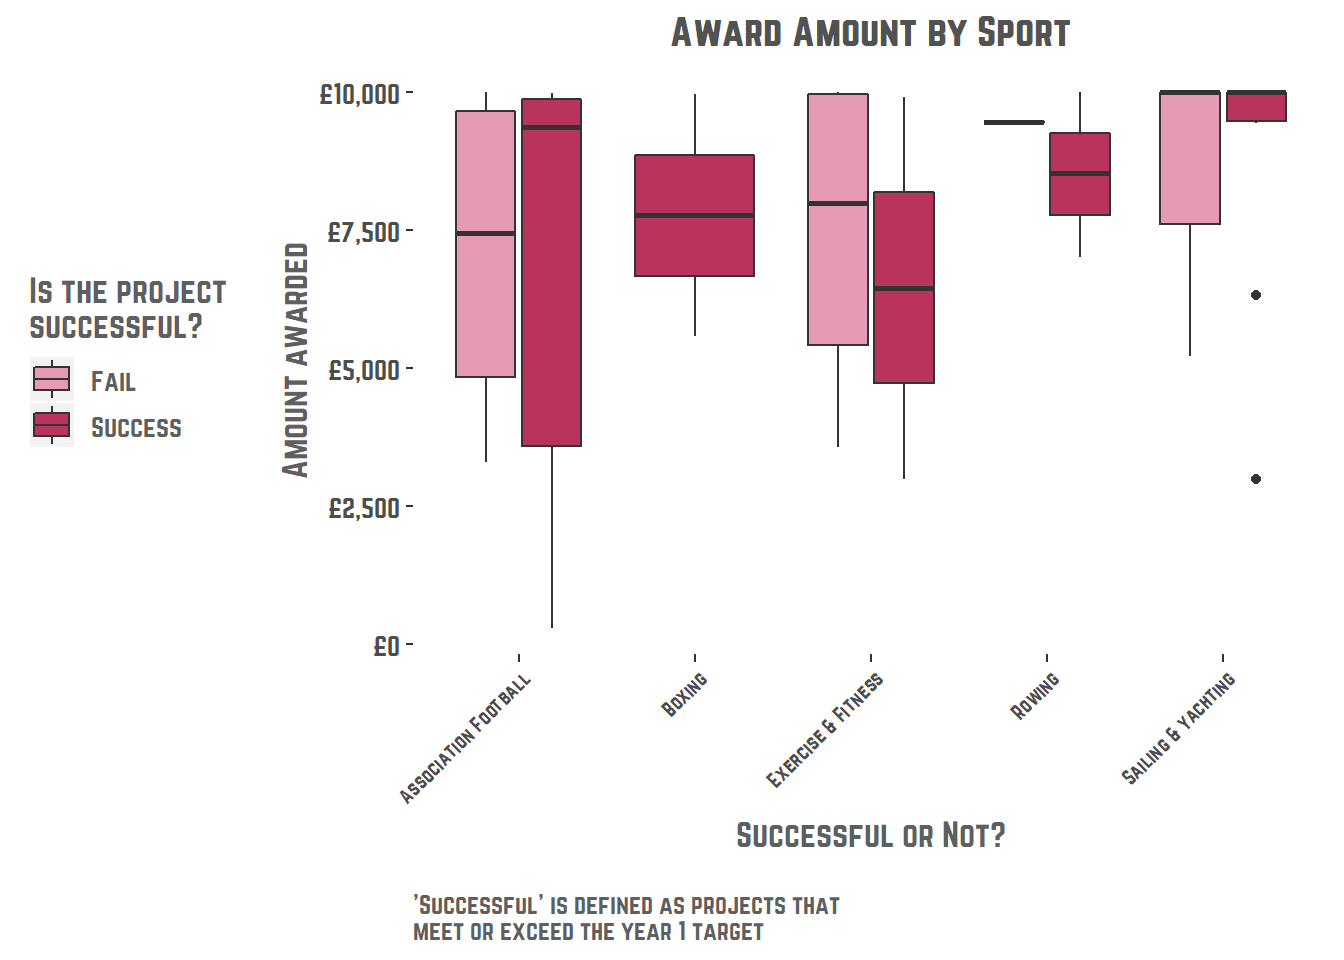 Award Amount by Sport
£10,000
£7,500
£5,000
£2,500
£0
Amount awarded
Is the project
successful?
Fail
Success
Association Football
Boxing
Exercise & Fitness
Rowing
Sailing & Yachting
Successful or Not?
'Successful' is defined as projects that
meet or exceed the year 1 target